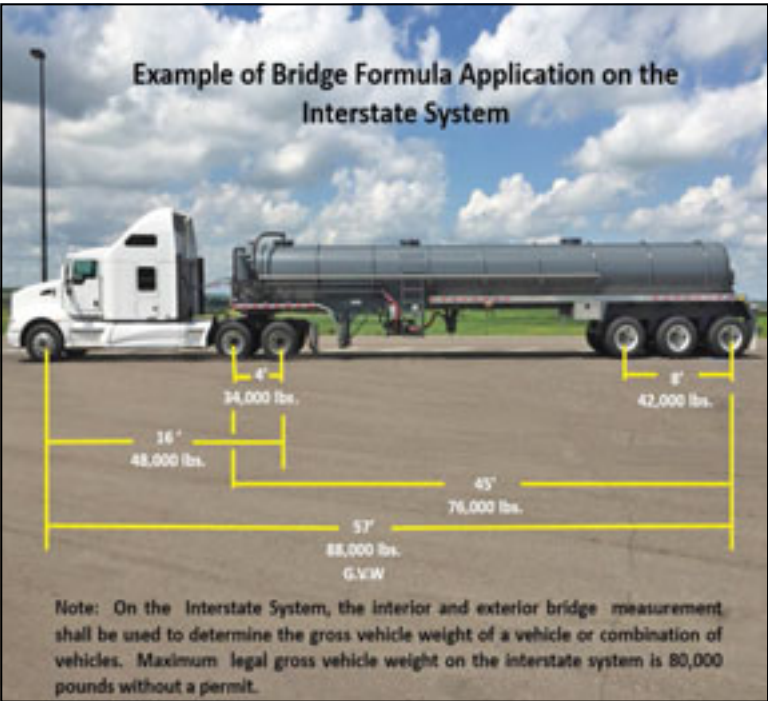 Example of Bridge Formula Application on the
Interstate System
4'
34,000 lbs.
8'
42,000 lbs.
16 '
48,000 lbs.
45'
76,000 lbs.
57'
88,000 lbs.
G.V.W
Note: On the Interstate System, the interior and exterior bridge measurement
shall be used to determine the gross vehicle weight of a vehicle or combination of
vehicles. Maximum legal gross vehicle weight on the interstate system is 80,000
pounds without a permit.